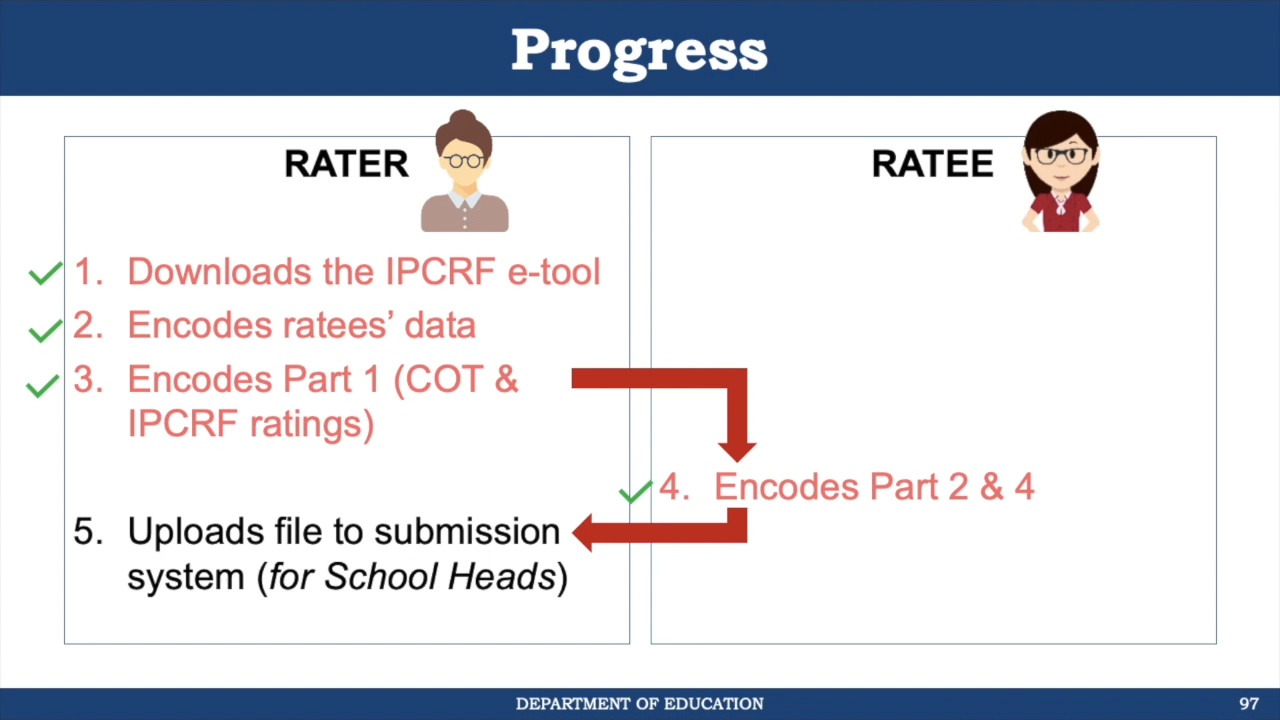 Progress
RATER
1. Downloads the IPCRF e-tool
2. Encodes ratees’ data
3. Encodes Part 1 (COT &
IPCRF ratings)
5. Uploads file to submission
system (for School Heads)
RATEE
4. Encodes Part 2 & 4
DEPARTMENT OF EDUCATION
97